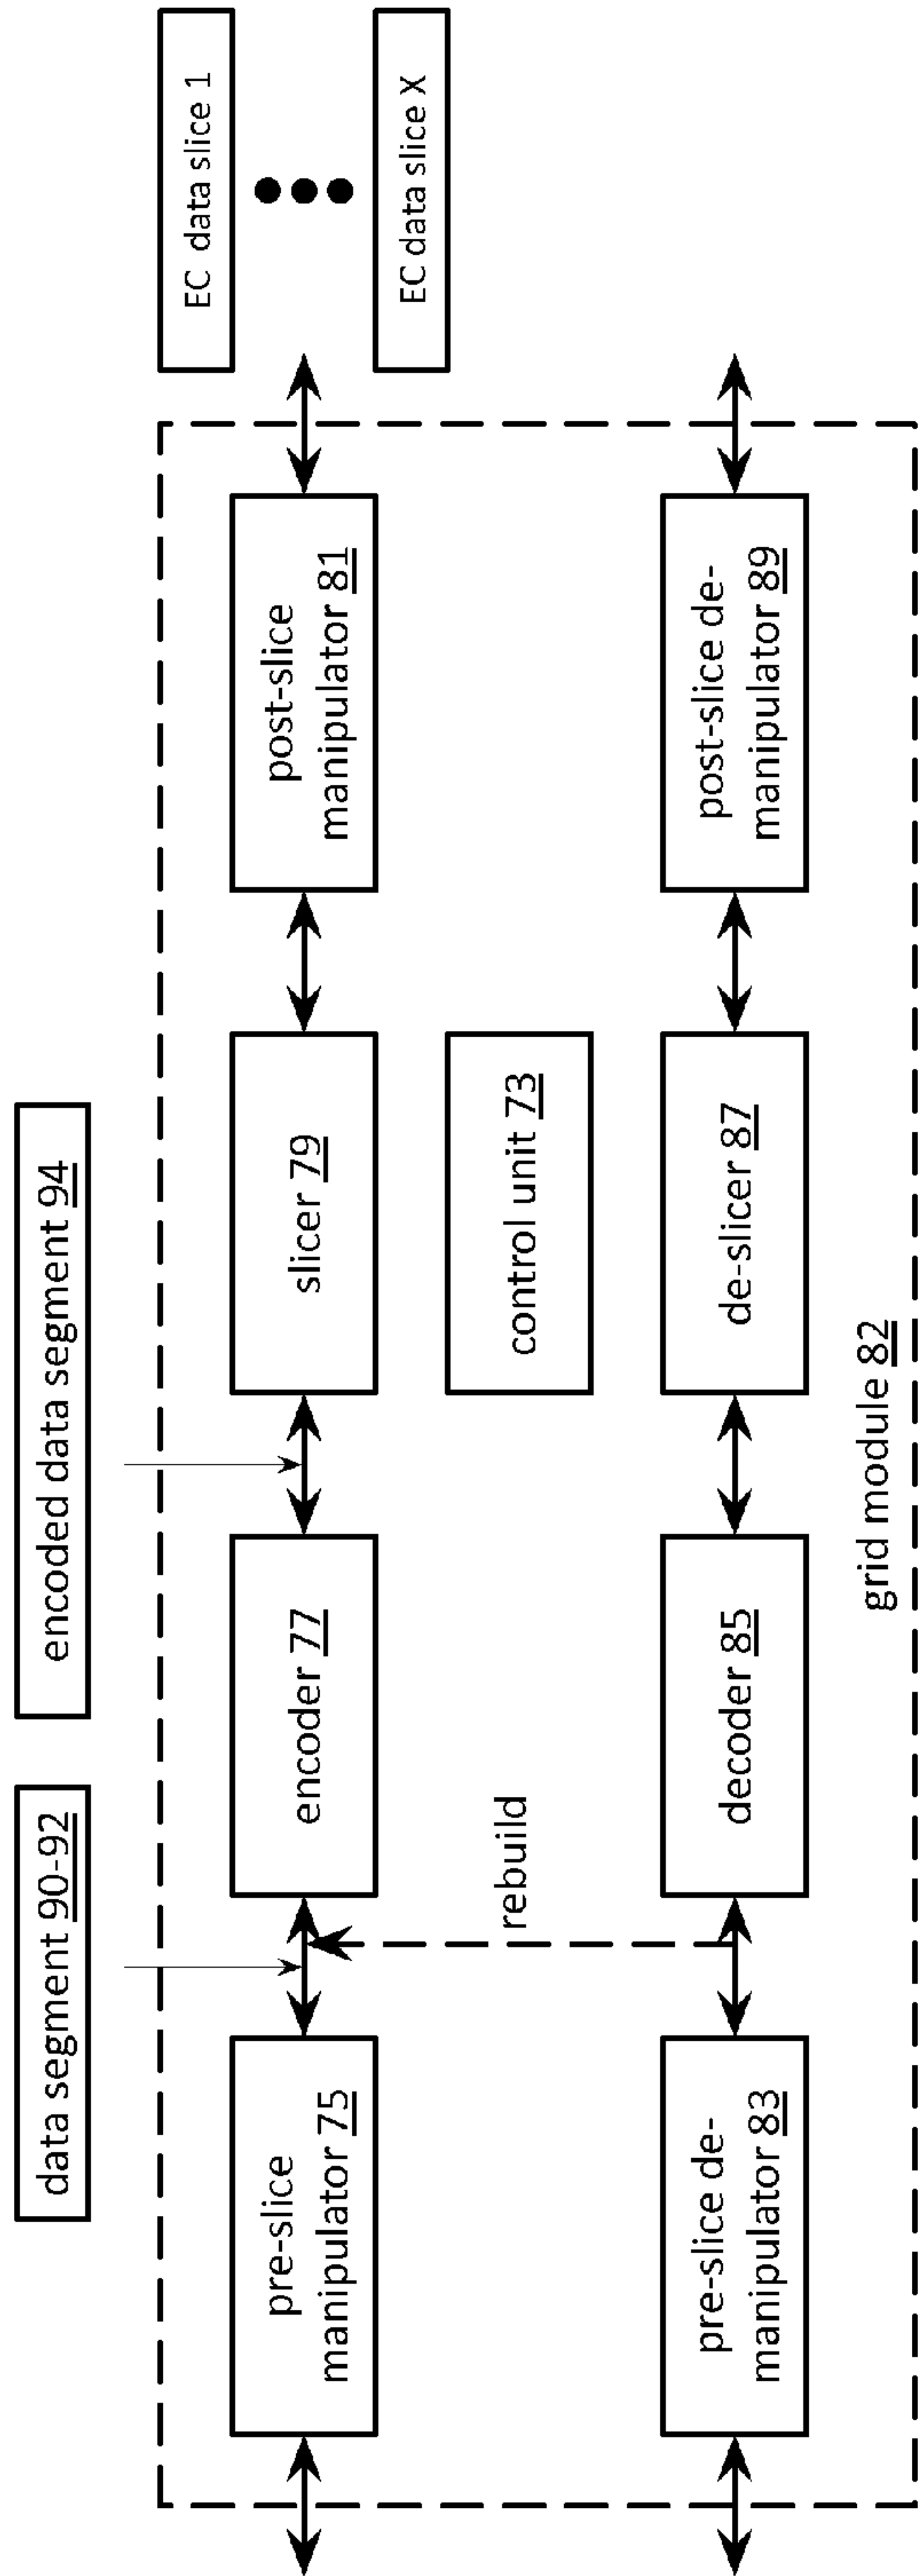 data segment 90-92
encoded data segment 94
EC data slice 1
EC data slice X
pre-slice
manipulator 75
encoder 77
slicer 79
post-slice
manipulator 81
rebuild
control unit 73
pre-slice de-
manipulator 83
decoder 85
de-slicer 87
post-slice de-
manipulator 89
grid module 82